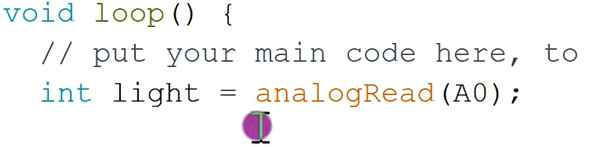 void loop() {
// put your main code here, to
int light = analogRead(A0);